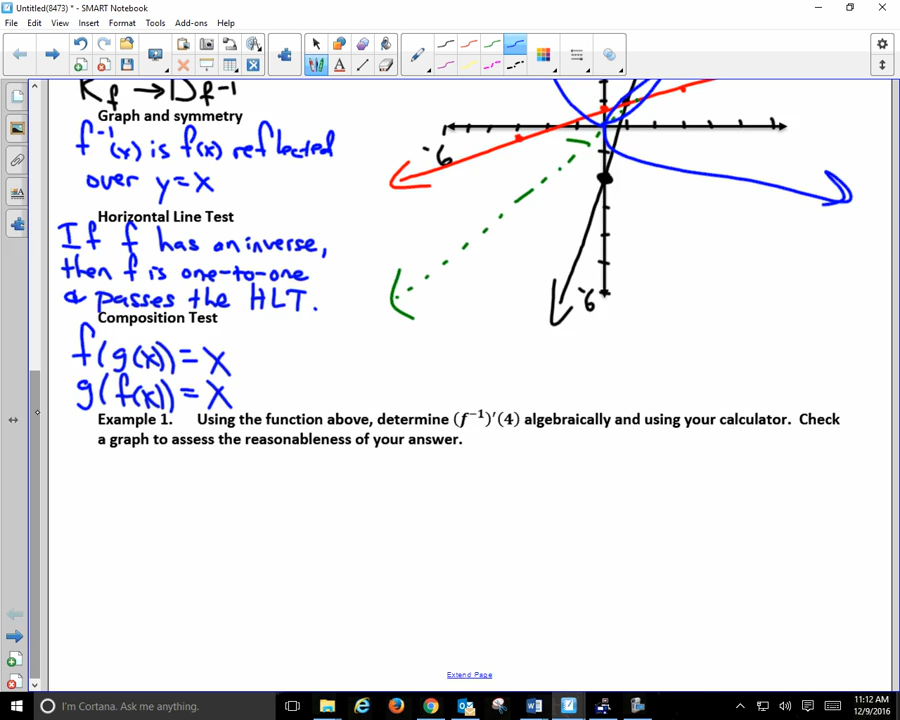 Untitled(8473) * - SMART Notebook
File Edit View Insert Format Tools Add-ons Help
Rf → Df-1
Graph and symmetry
f⁻¹(x) is f(x) reflected
over y=x
Horizontal Line Test
If f has an inverse,
then f is one-to-one
& passes the HLT.
Composition Test
f(g(x)) = x
g(f(x)) = x
-6
-6
Example 1. Using the function above, determine (f⁻¹)′(4) algebraically and using your calculator. Check
a graph to assess the reasonableness of your answer.
Extend Page
I'm Cortana. Ask me anything.
11:12 AM
12/9/2016